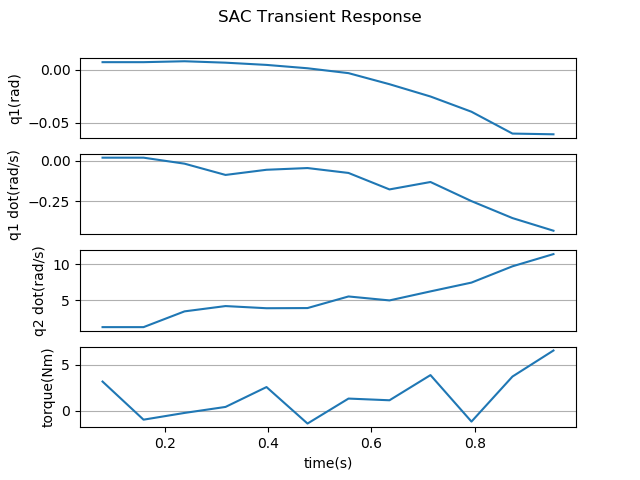 SAC Transient Response
q1(rad)
0.00
−0.05
q1 dot(rad/s)
0.00
−0.25
q2 dot(rad/s)
10
5
torque(Nm)
5
0
0.2 0.4 0.6 0.8
time(s)